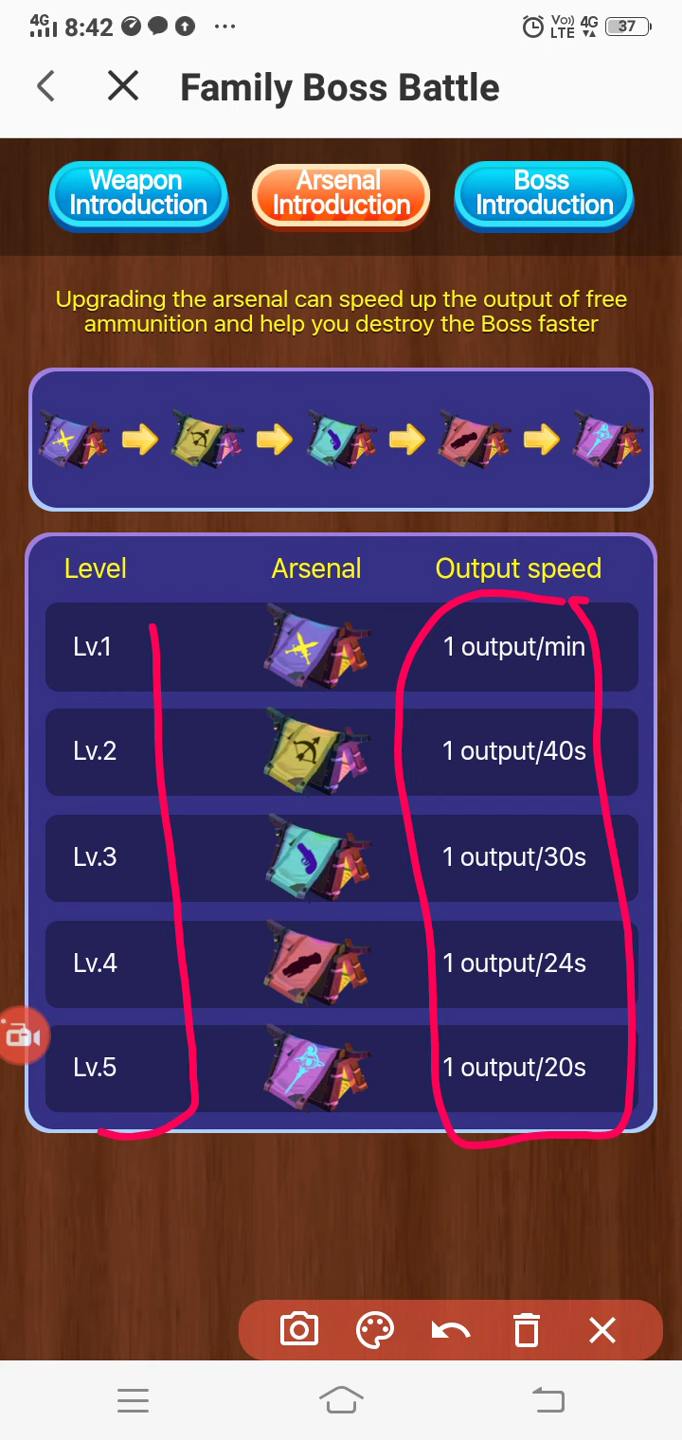 4G 8:42 ... Vo)) LTE 4G 37
Family Boss Battle
Weapon
Introduction
Arsenal
Introduction
Boss
Introduction
Upgrading the arsenal can speed up the output of free
ammunition and help you destroy the Boss faster
Level Arsenal Output speed
Lv.1 1 output/min
Lv.2 1 output/40s
Lv.3 1 output/30s
Lv.4 1 output/24s
Lv.5 1 output/20s